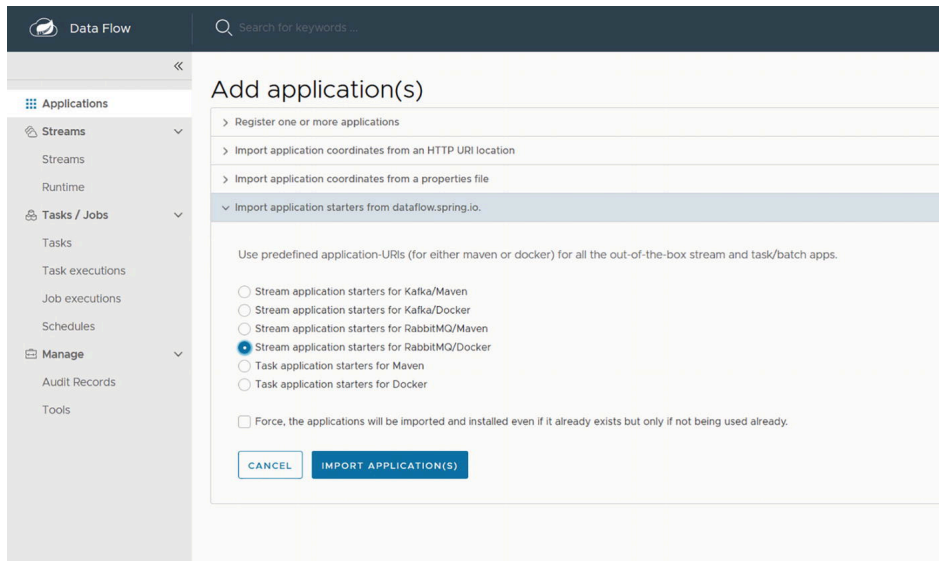 Data Flow
Search for keywords ...
Applications
Streams
Streams
Runtime
Tasks / Jobs
Tasks
Task executions
Job executions
Schedules
Manage
Audit Records
Tools
Add application(s)
Register one or more applications
Import application coordinates from an HTTP URI location
Import application coordinates from a properties file
Import application starters from dataflow.spring.io.
Use predefined application-URIs (for either maven or docker) for all the out-of-the-box stream and task/batch apps.
Stream application starters for Kafka/Maven
Stream application starters for Kafka/Docker
Stream application starters for RabbitMQ/Maven
Stream application starters for RabbitMQ/Docker
Task application starters for Maven
Task application starters for Docker
Force, the applications will be imported and installed even if it already exists but only if not being used already.
CANCEL
IMPORT APPLICATION(S)